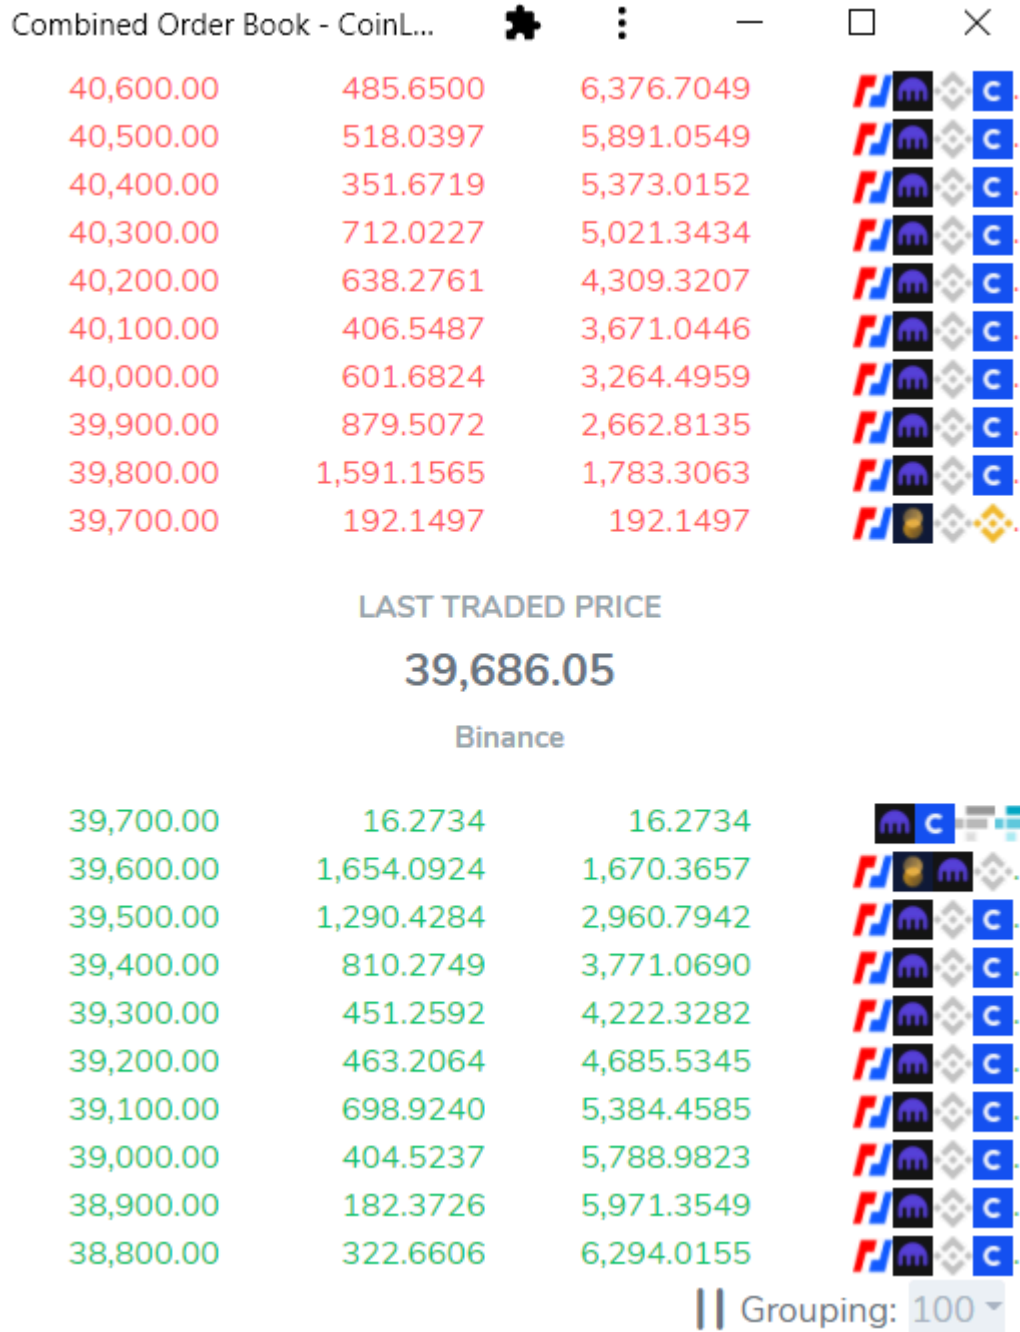 Combined Order Book - CoinL...
40,600.00 485.6500 6,376.7049
40,500.00 518.0397 5,891.0549
40,400.00 351.6719 5,373.0152
40,300.00 712.0227 5,021.3434
40,200.00 638.2761 4,309.3207
40,100.00 406.5487 3,671.0446
40,000.00 601.6824 3,264.4959
39,900.00 879.5072 2,662.8135
39,800.00 1,591.1565 1,783.3063
39,700.00 192.1497 192.1497
LAST TRADED PRICE
39,686.05
Binance
39,700.00 16.2734 16.2734
39,600.00 1,654.0924 1,670.3657
39,500.00 1,290.4284 2,960.7942
39,400.00 810.2749 3,771.0690
39,300.00 451.2592 4,222.3282
39,200.00 463.2064 4,685.5345
39,100.00 698.9240 5,384.4585
39,000.00 404.5237 5,788.9823
38,900.00 182.3726 5,971.3549
38,800.00 322.6606 6,294.0155
Grouping: 100